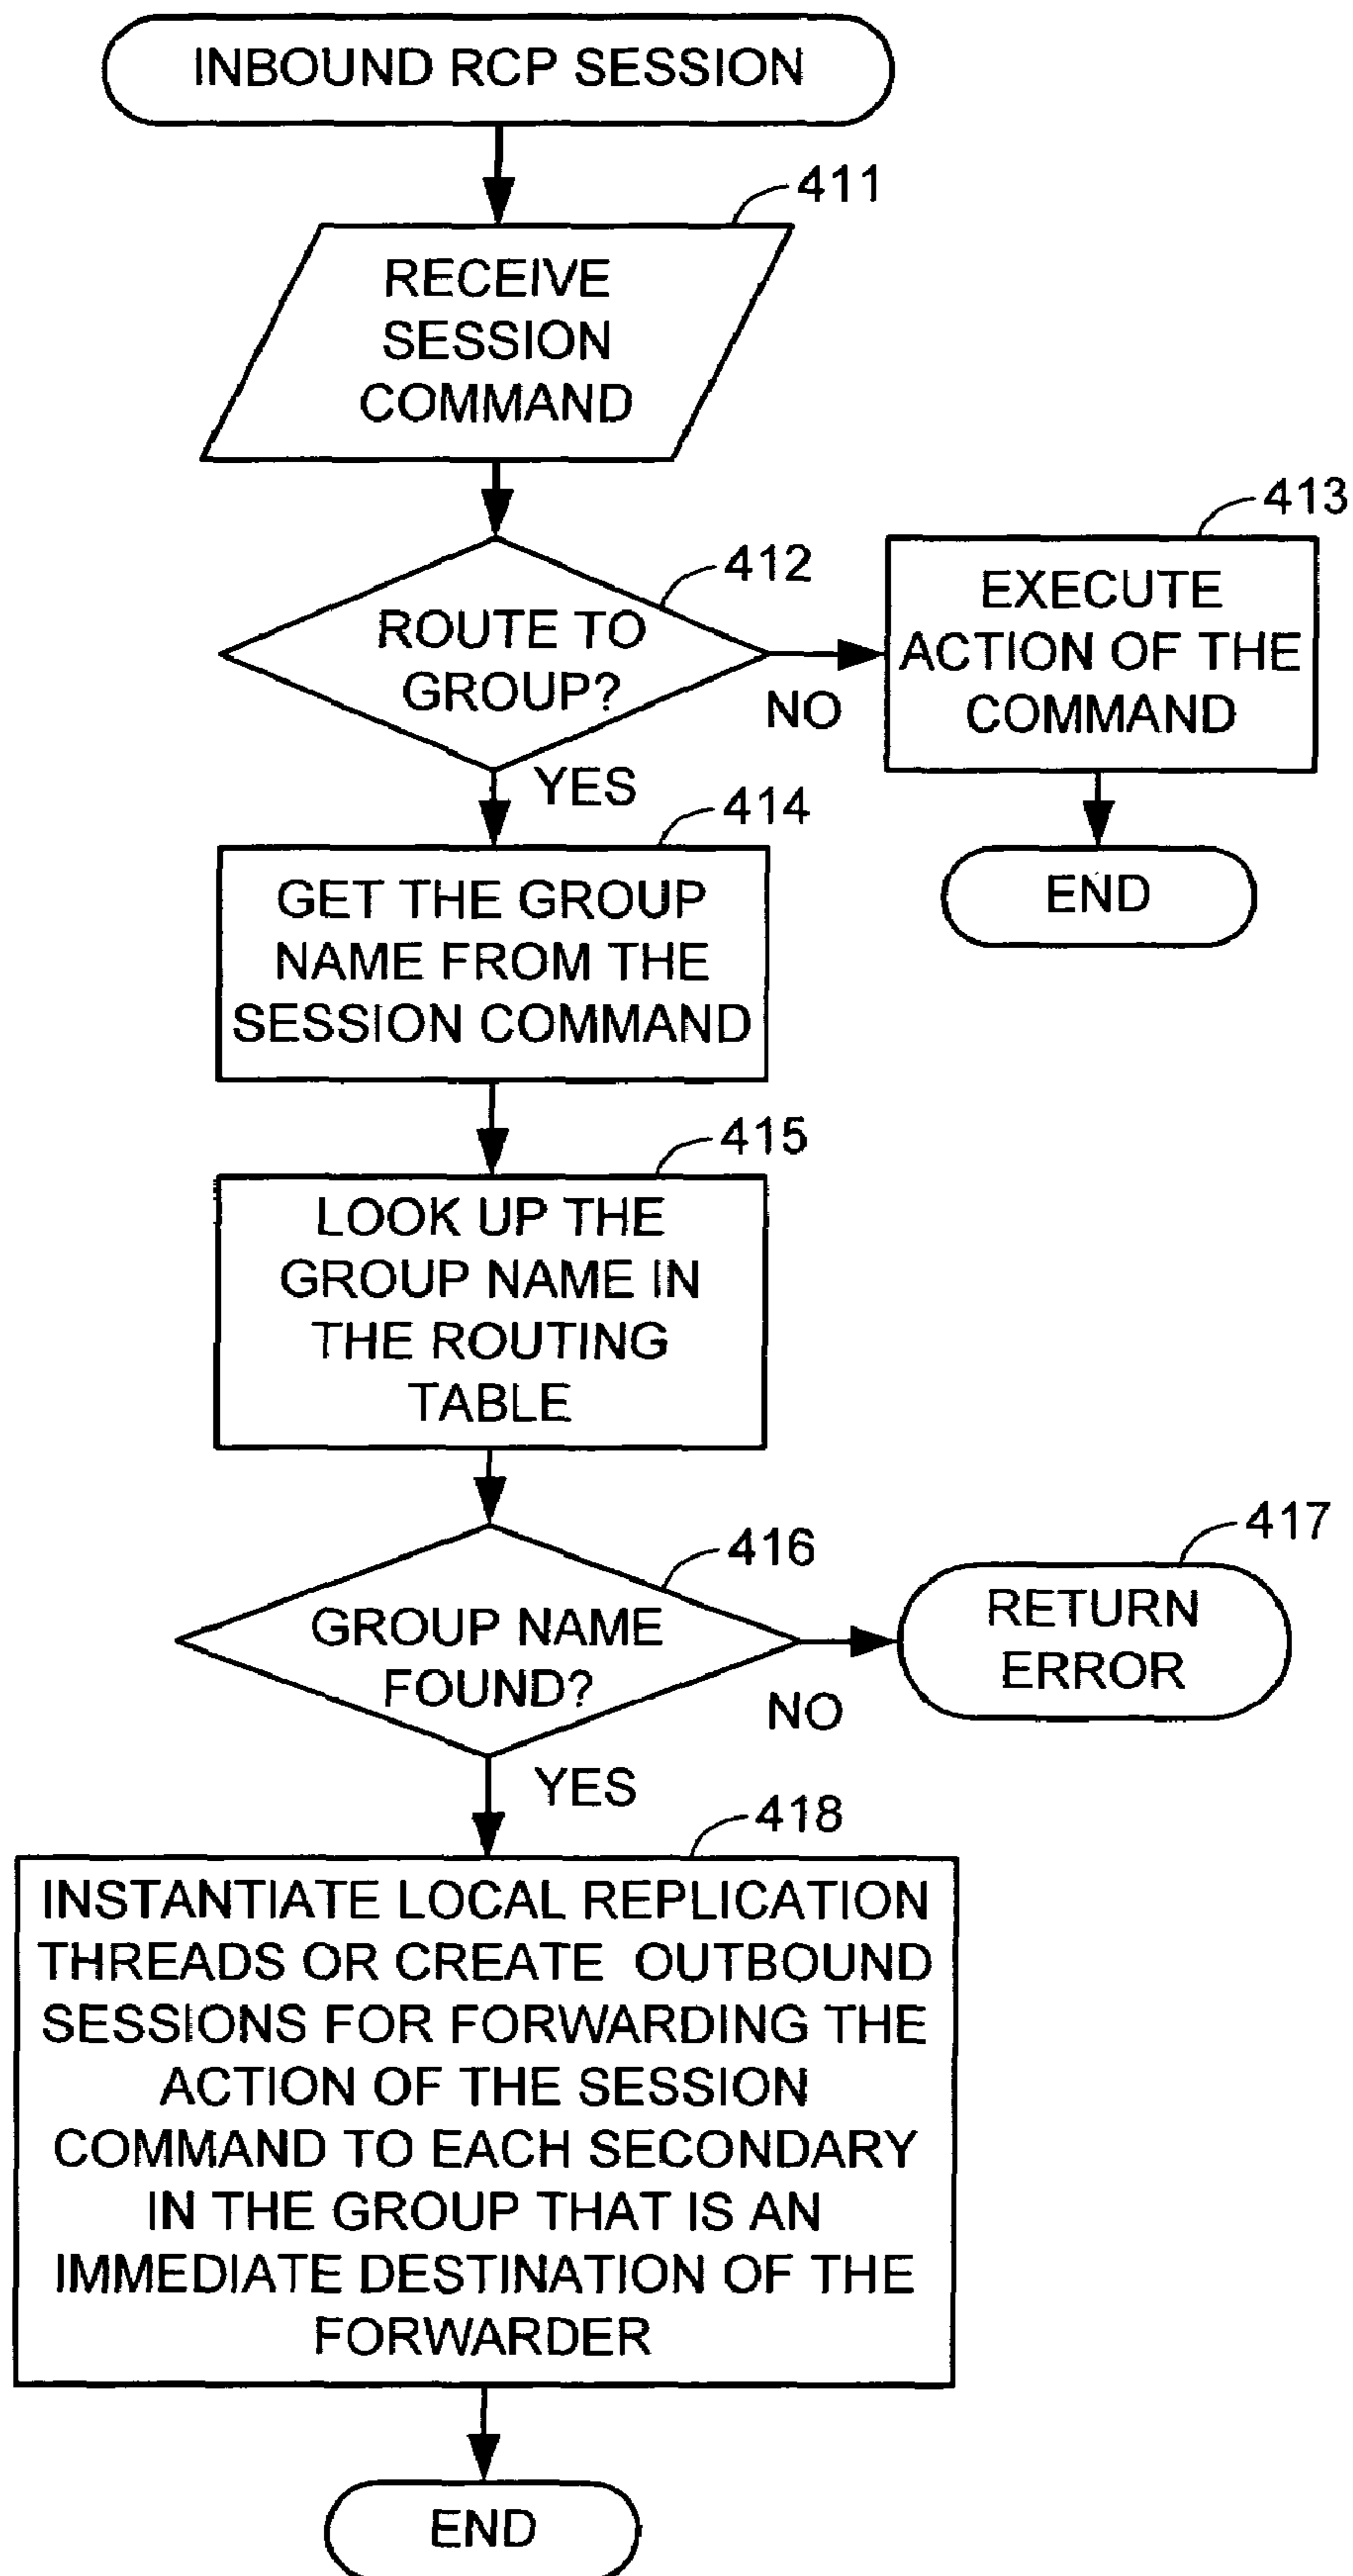 INBOUND RCP SESSION
411
RECEIVE
SESSION
COMMAND
412
ROUTE TO
GROUP?
NO
YES
413
EXECUTE
ACTION OF THE
COMMAND
END
414
GET THE GROUP
NAME FROM THE
SESSION COMMAND
415
LOOK UP THE
GROUP NAME IN
THE ROUTING
TABLE
416
GROUP NAME
FOUND?
NO
YES
417
RETURN
ERROR
418
INSTANTIATE LOCAL REPLICATION
THREADS OR CREATE OUTBOUND
SESSIONS FOR FORWARDING THE
ACTION OF THE SESSION
COMMAND TO EACH SECONDARY
IN THE GROUP THAT IS AN
IMMEDIATE DESTINATION OF THE
FORWARDER
END